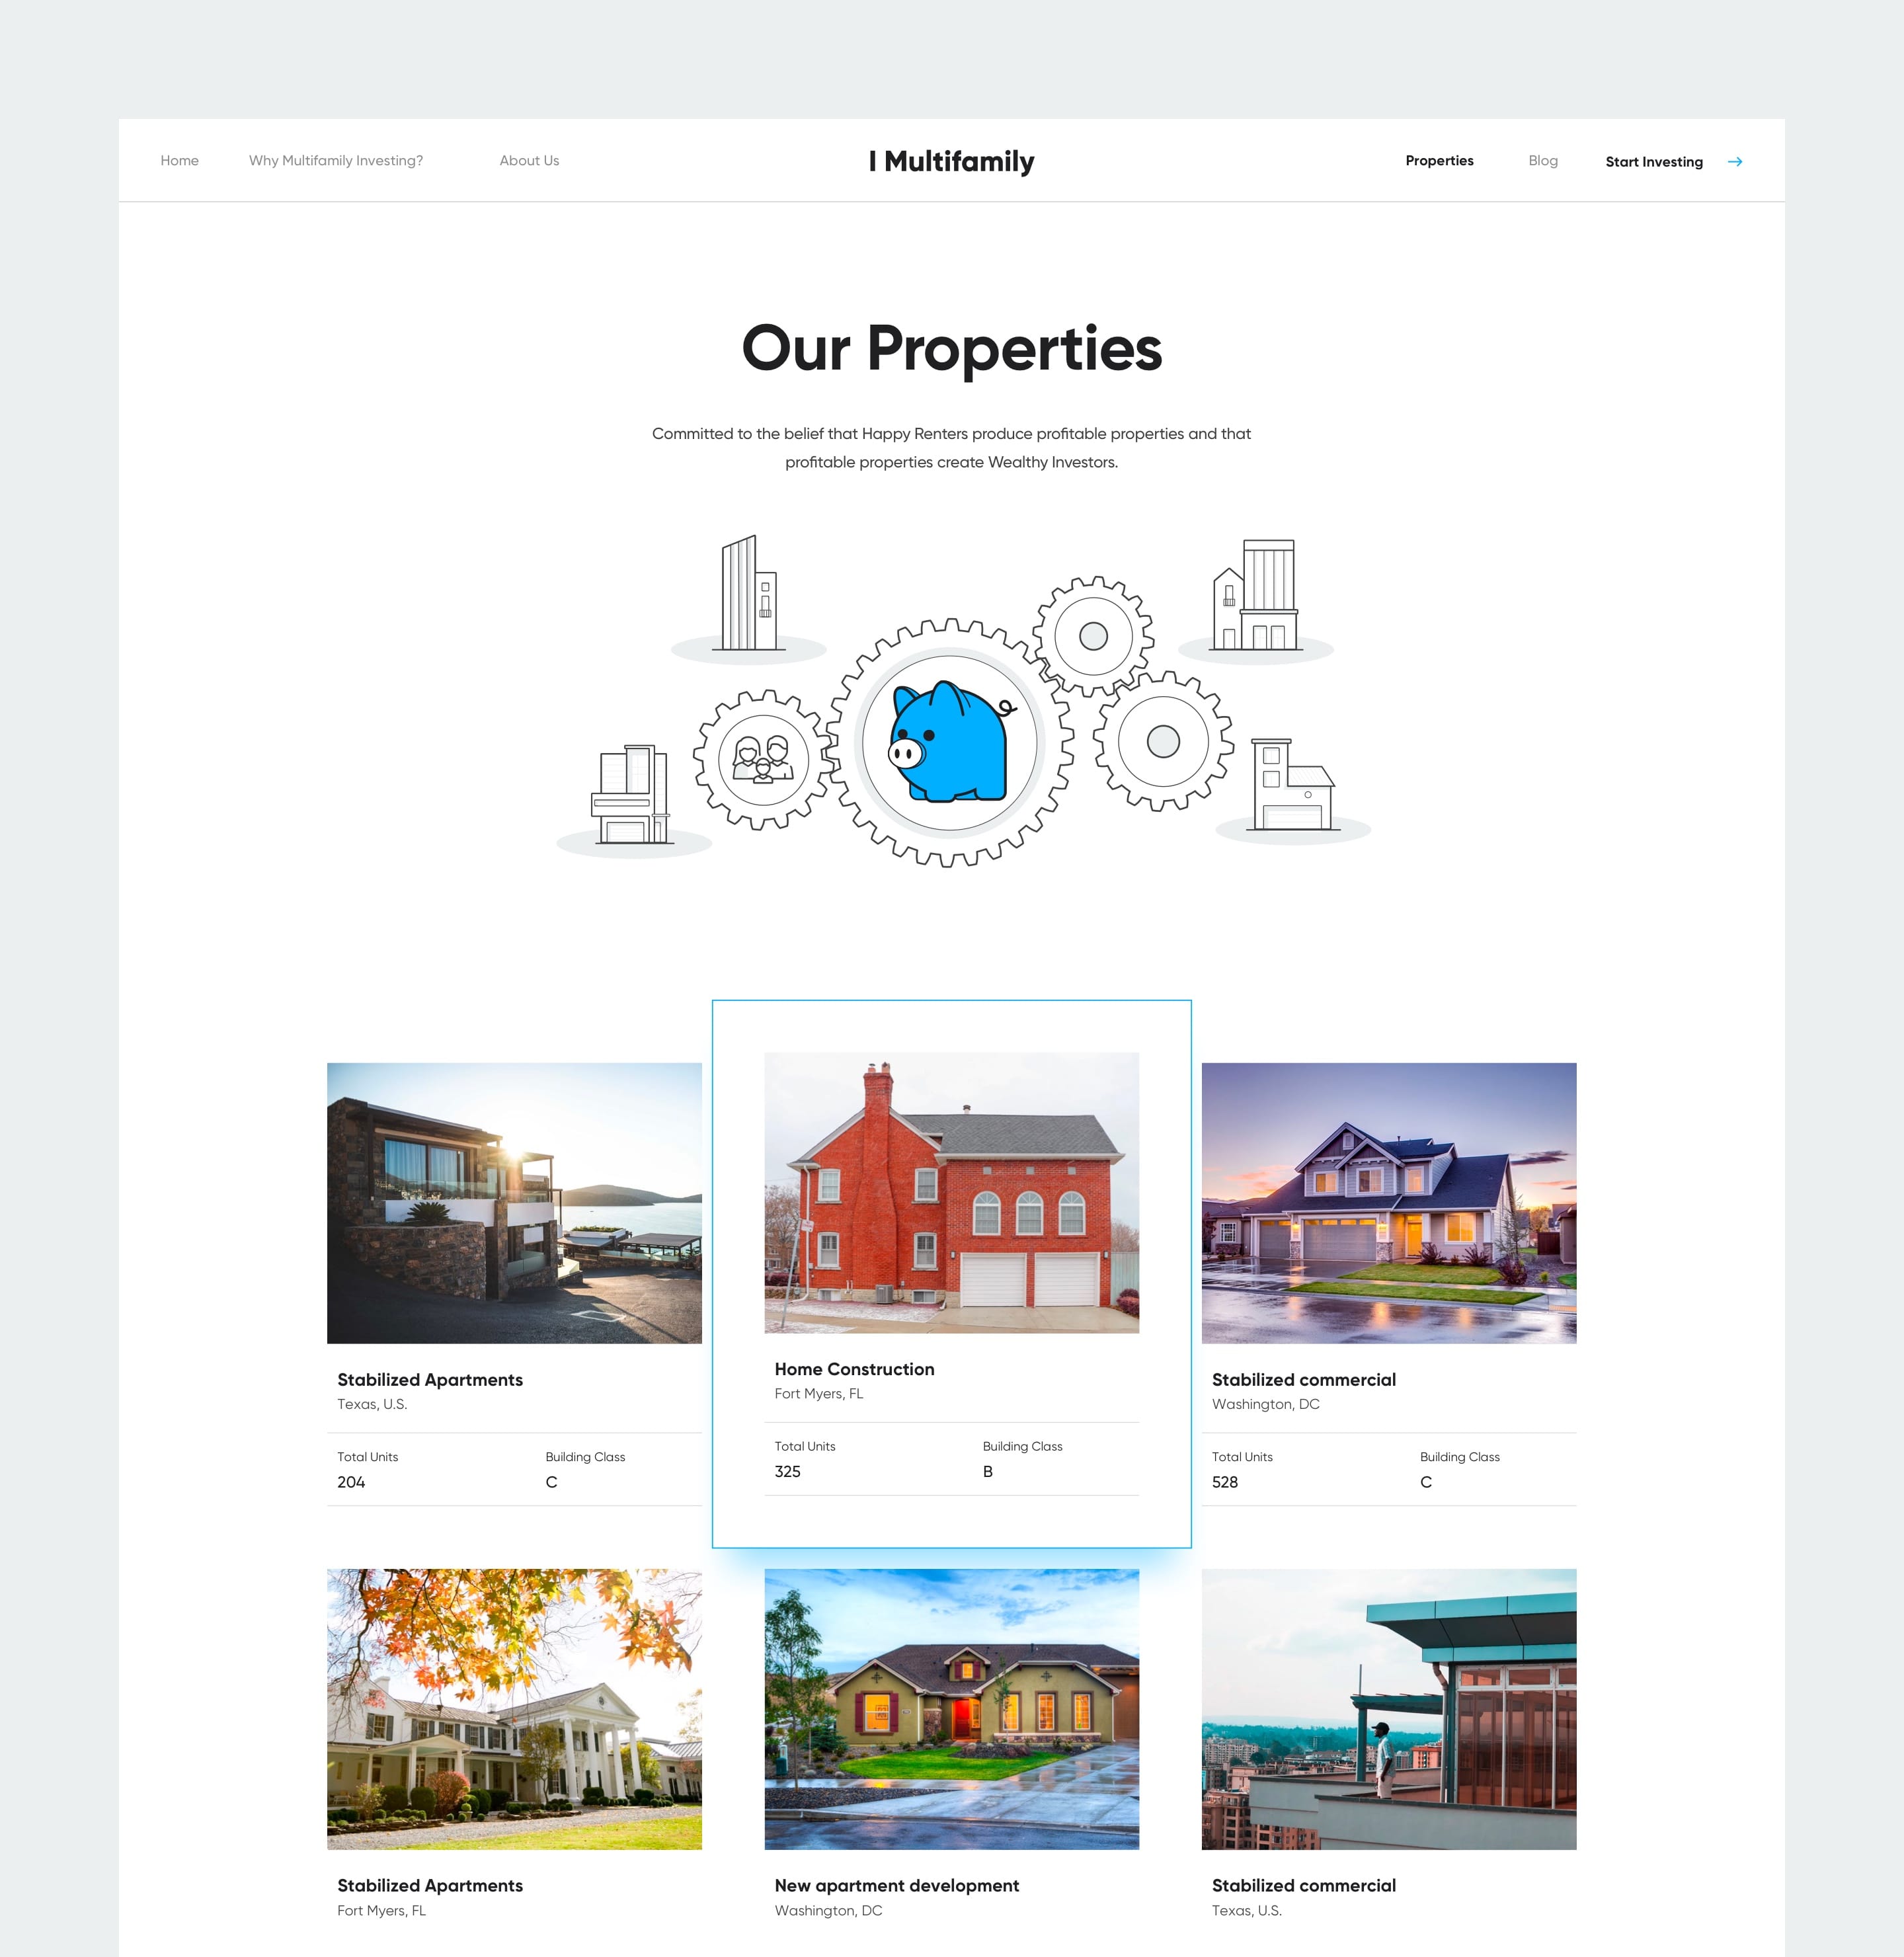 Home Why Multifamily Investing? About Us I Multifamily Properties Blog Start Investing
Our Properties
Committed to the belief that Happy Renters produce profitable properties and that
profitable properties create Wealthy Investors.
Stabilized Apartments
Texas, U.S.
Total Units Building Class
204 C
Home Construction
Fort Myers, FL
Total Units Building Class
325 B
Stabilized commercial
Washington, DC
Total Units Building Class
528 C
Stabilized Apartments
Fort Myers, FL
New apartment development
Washington, DC
Stabilized commercial
Texas, U.S.